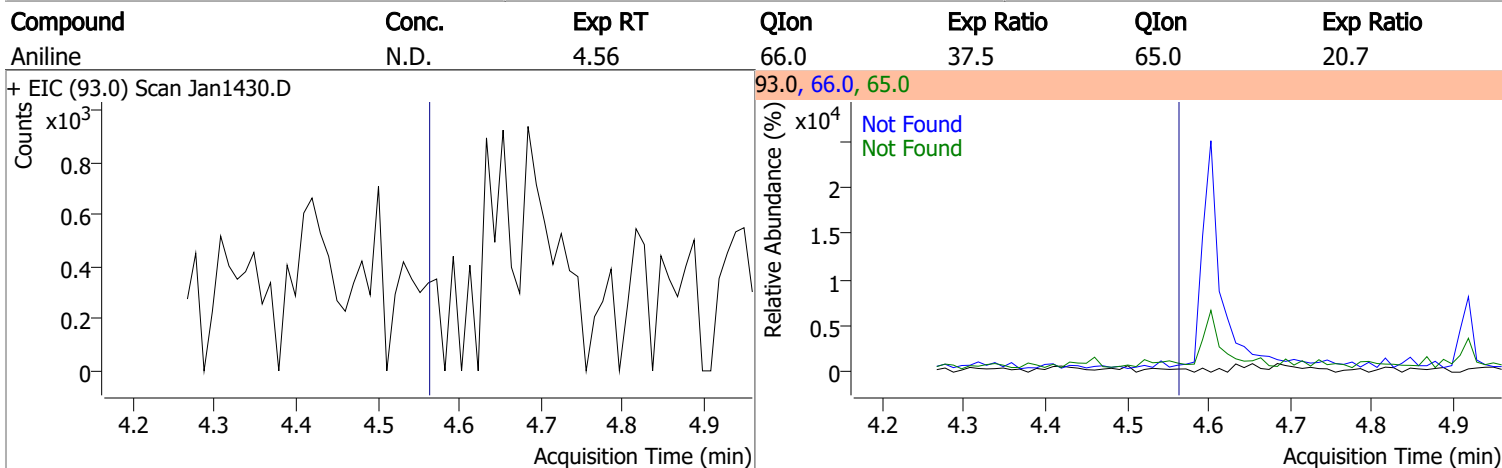 Compound Conc. Exp RT QIon Exp Ratio QIon Exp Ratio
Aniline N.D. 4.56 66.0 37.5 65.0 20.7
+ EIC (93.0) Scan Jan1430.D
Counts
x10³
0.8
0.6
0.4
0.2
0
4.2 4.3 4.4 4.5 4.6 4.7 4.8 4.9
Acquisition Time (min)
93.0, 66.0, 65.0
Relative Abundance (%)
x10⁴
Not Found
Not Found
2
1.5
1
0.5
0
4.2 4.3 4.4 4.5 4.6 4.7 4.8 4.9
Acquisition Time (min)